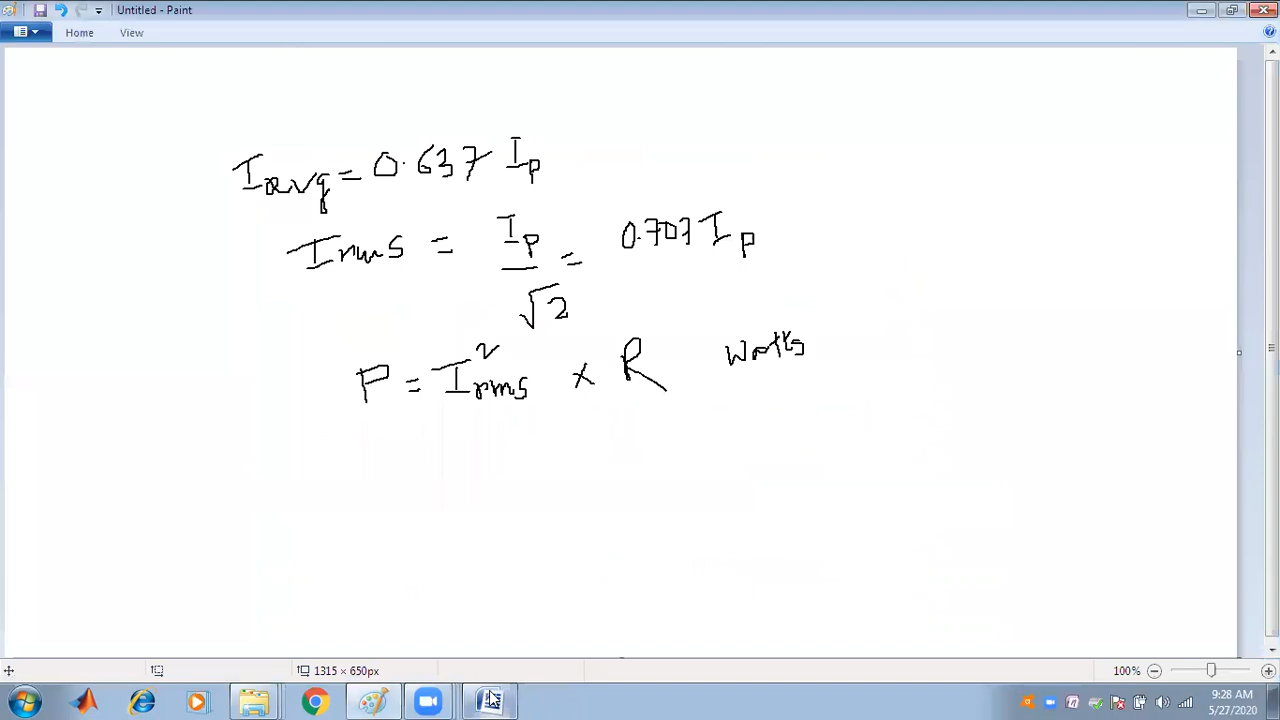 Untitled - Paint
Home View
Iavg = 0.637 Ip
Irms = Ip/√2 = 0.707 Ip
P = I²rms × R watts
1315 × 650px
100%
9:28 AM
5/27/2020